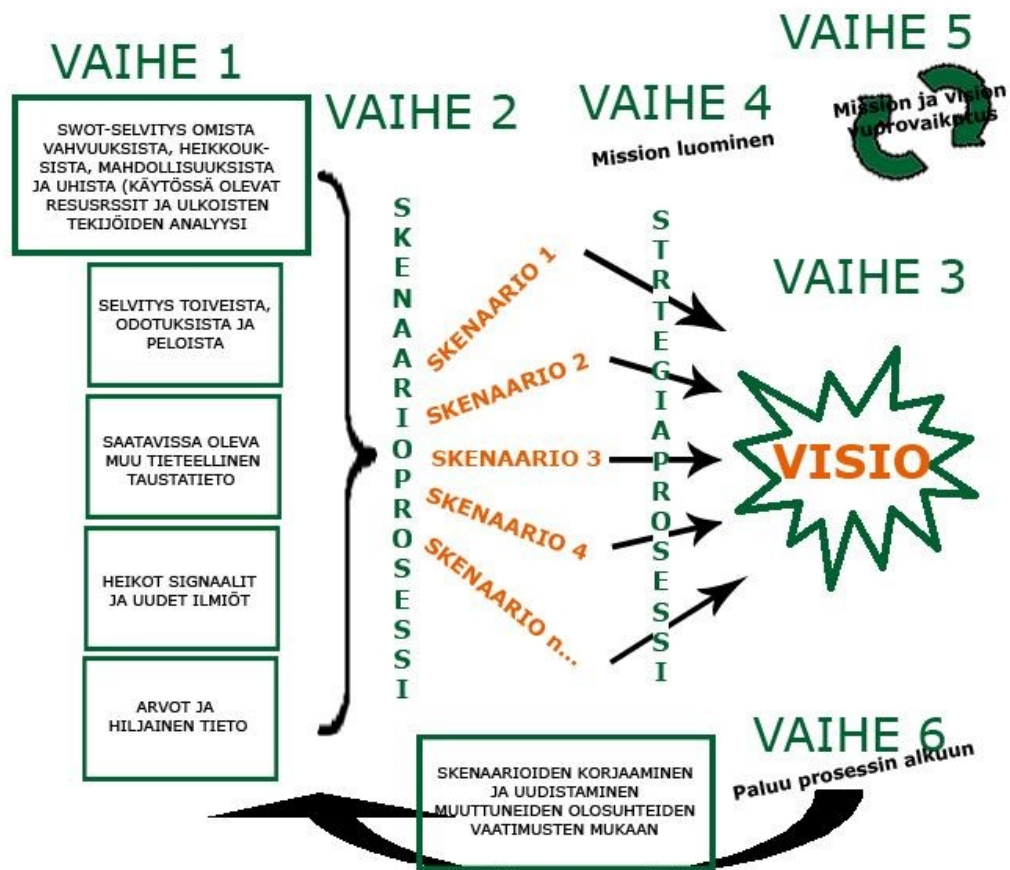 VAIHE 1
SWOT-SELVITYS OMISTA
VAHVUUKSISTA, HEIKKOUK-
SISTA, MAHDOLLISUUKSISTA
JA UHISTA (KÄYTÖSSÄ OLEVAT
RESUSRSSIT JA ULKOISTEN
TEKIJÖIDEN ANALYYSI
SELVITYS TOIVEISTA,
ODOTUKSISTA JA
PELOISTA
SAATAVISSA OLEVA
MUU TIETEELLINEN
TAUSTATIETO
HEIKOT SIGNAALIT
JA UUDET ILMIÖT
ARVOT JA
HILJAINEN TIETO
VAIHE 2
SKENAARIOPROSESSI
SKENAARIO 1
SKENAARIO 2
SKENAARIO 3
SKENAARIO 4
SKENAARIO n...
VAIHE 4
Mission luominen
STRTEGIAPROSESSI
VAIHE 5
Mission ja vision
vuprovaikutus
VAIHE 3
VISIO
VAIHE 6
Paluu prosessin alkuun
SKENAARIOIDEN KORJAAMINEN
JA UUDISTAMINEN
MUUTTUNEIDEN OLOSUHTEIDEN
VAATIMUSTEN MUKAAN